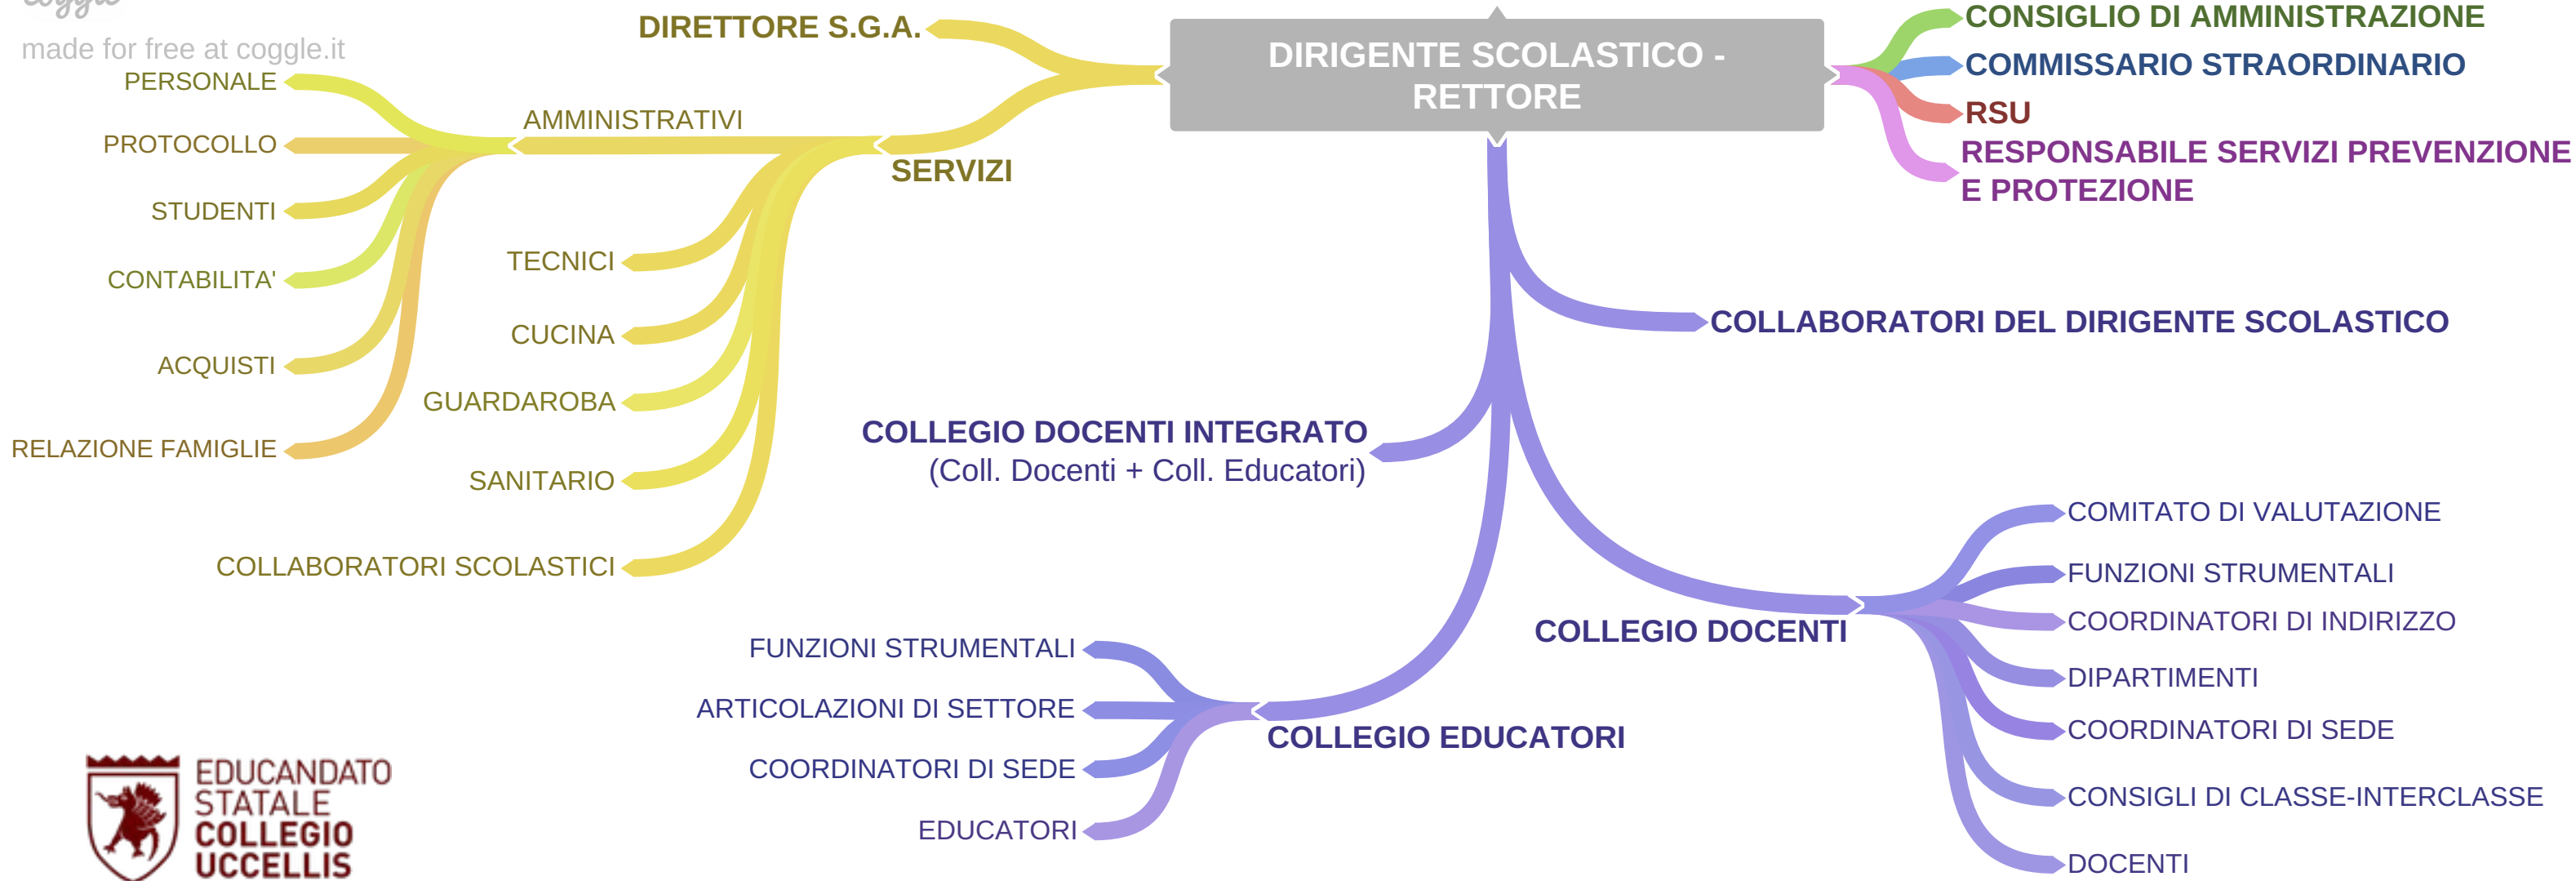 coggle
made for free at coggle.it
DIRETTORE S.G.A.
DIRIGENTE SCOLASTICO -
RETTORE
CONSIGLIO DI AMMINISTRAZIONE
COMMISSARIO STRAORDINARIO
RSU
RESPONSABILE SERVIZI PREVENZIONE
E PROTEZIONE
SERVIZI
AMMINISTRATIVI
PERSONALE
PROTOCOLLO
STUDENTI
CONTABILITA'
ACQUISTI
RELAZIONE FAMIGLIE
TECNICI
CUCINA
GUARDAROBA
SANITARIO
COLLABORATORI SCOLASTICI
COLLABORATORI DEL DIRIGENTE SCOLASTICO
COLLEGIO DOCENTI INTEGRATO
(Coll. Docenti + Coll. Educatori)
COLLEGIO DOCENTI
COMITATO DI VALUTAZIONE
FUNZIONI STRUMENTALI
COORDINATORI DI INDIRIZZO
DIPARTIMENTI
COORDINATORI DI SEDE
CONSIGLI DI CLASSE-INTERCLASSE
DOCENTI
COLLEGIO EDUCATORI
FUNZIONI STRUMENTALI
ARTICOLAZIONI DI SETTORE
COORDINATORI DI SEDE
EDUCATORI
EDUCANDATO
STATALE
COLLEGIO
UCCELLIS